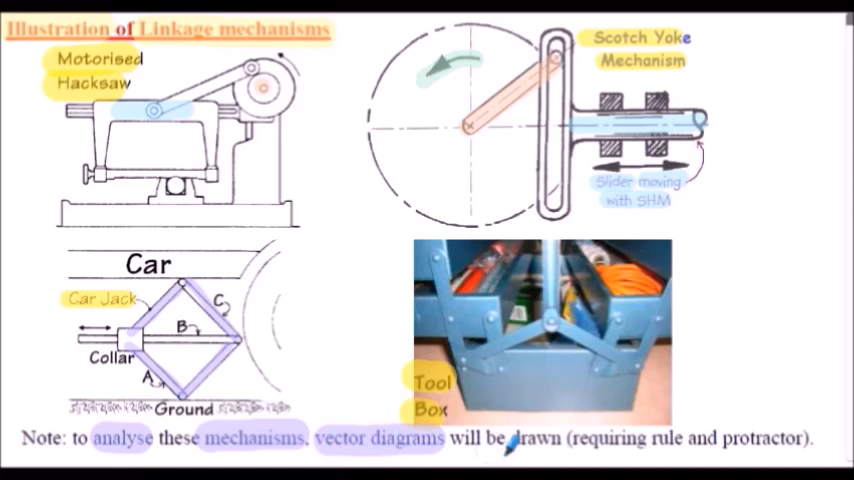 Illustration of Linkage mechanisms
Motorised
Hacksaw
Scotch Yoke
Mechanism
Slider moving
with SHM
Car
Car Jack
C
B
Collar
A
Ground
Tool
Box
Note: to analyse these mechanisms, vector diagrams will be drawn (requiring rule and protractor).